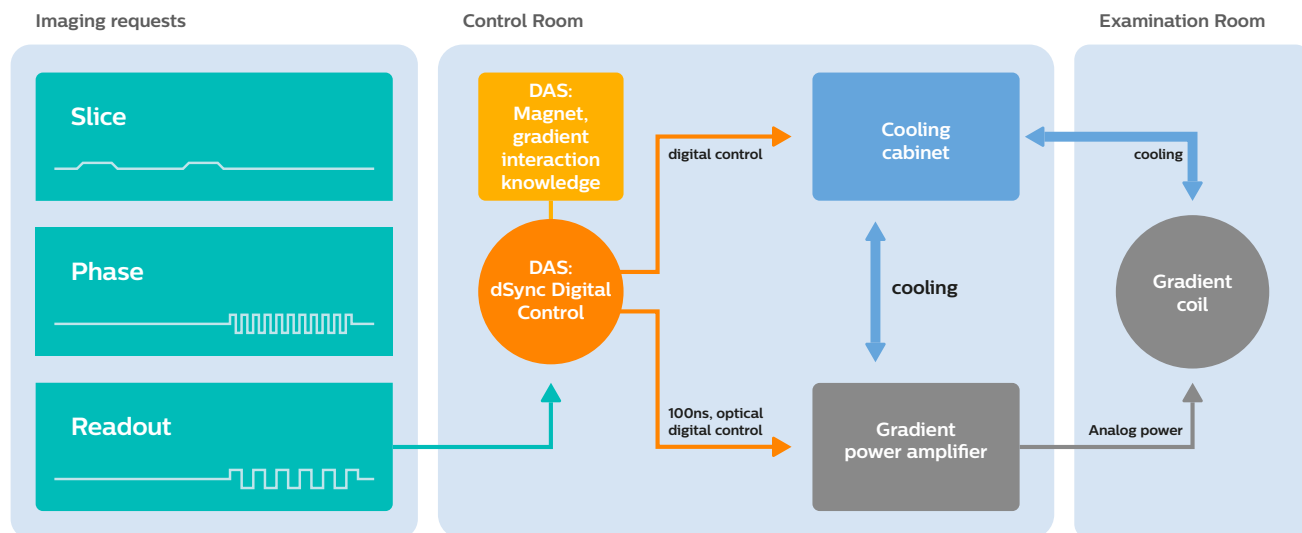 Imaging requests
Control Room
Examination Room
Slice
Phase
Readout
DAS:
Magnet,
gradient
interaction
knowledge
DAS:
dSync Digital
Control
digital control
100ns, optical
digital control
Cooling
cabinet
cooling
Gradient
power amplifier
cooling
Gradient
coil
Analog power